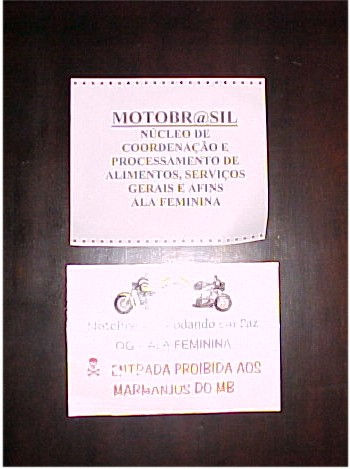 MOTOBR@SIL
NÚCLEO DE
COORDENAÇÃO E
PROCESSAMENTO DE
ALIMENTOS, SERVIÇOS
GERAIS E AFINS
ALA FEMININA
Rodando em Paz
QG - ALA FEMININA
ENTRADA PROIBIDA AOS
MARMANJOS DO MB